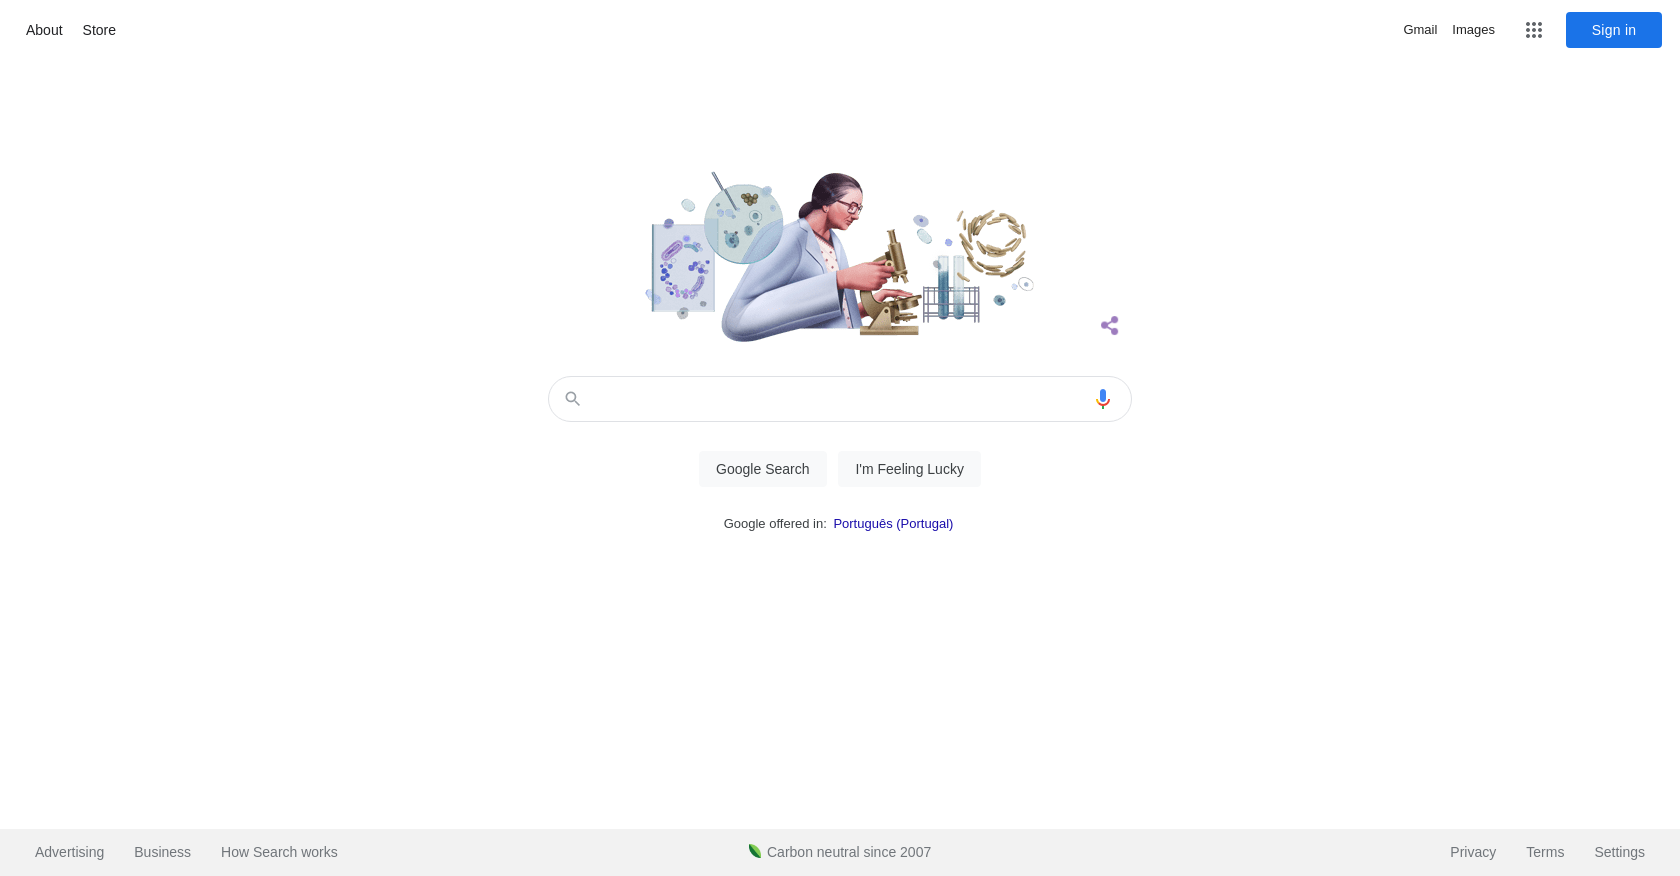 About Store
Gmail Images Sign in
Google Search I'm Feeling Lucky
Google offered in: Português (Portugal)
Advertising Business How Search works Carbon neutral since 2007 Privacy Terms Settings